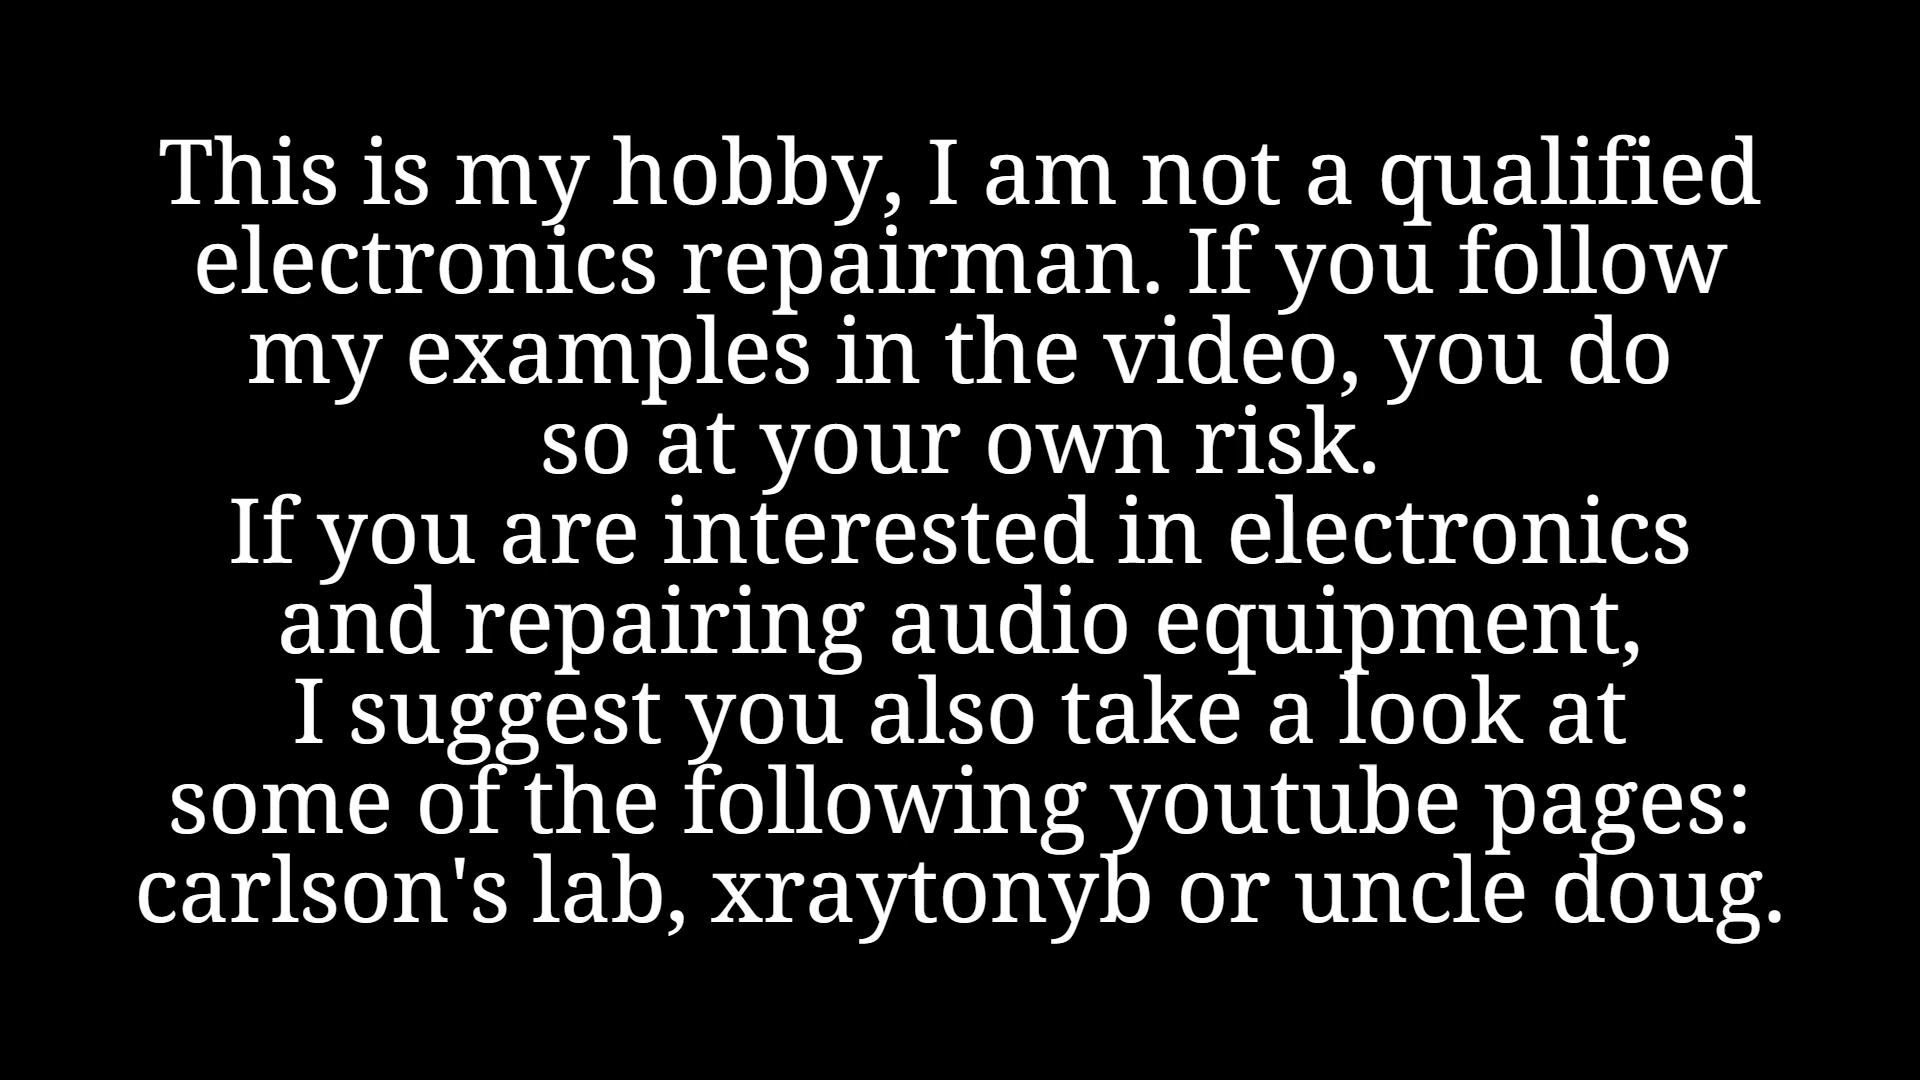 This is my hobby, I am not a qualified
electronics repairman. If you follow
my examples in the video, you do
so at your own risk.
If you are interested in electronics
and repairing audio equipment,
I suggest you also take a look at
some of the following youtube pages:
carlson's lab, xraytonyb or uncle doug.